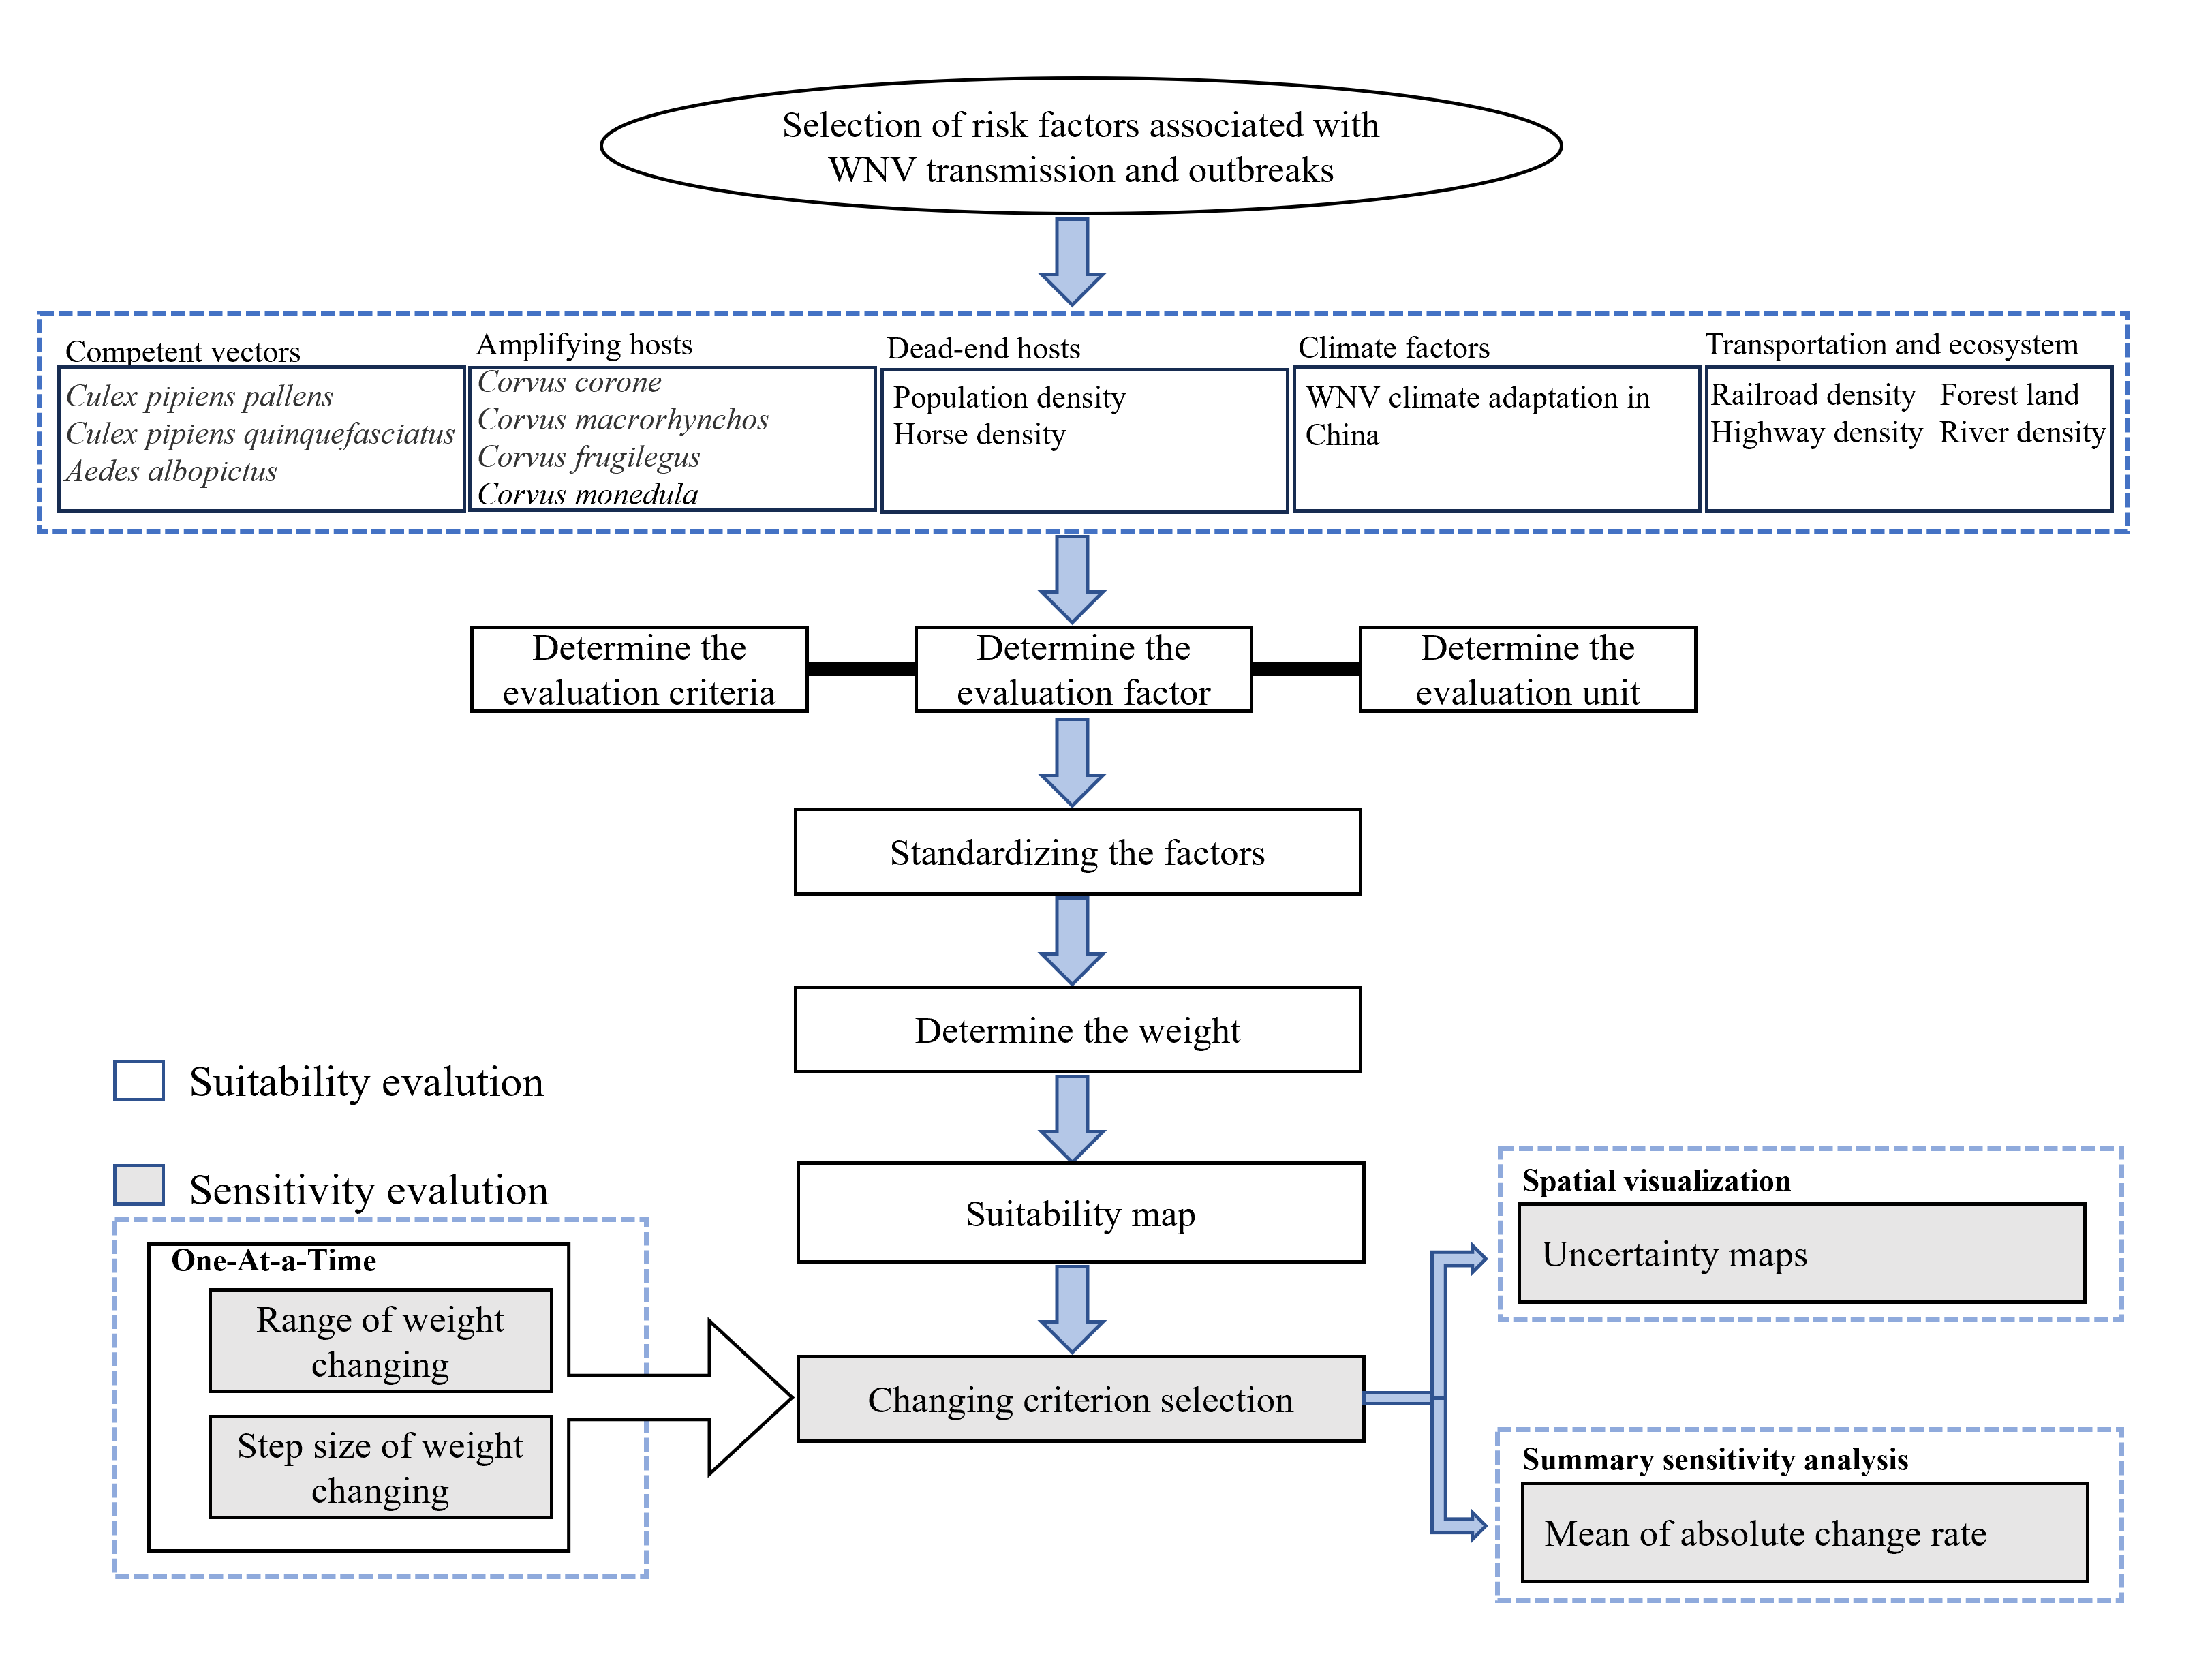 Selection of risk factors associated with
WNV transmission and outbreaks
Competent vectors
Culex pipiens pallens
Culex pipiens quinquefasciatus
Aedes albopictus
Amplifying hosts
Corvus corone
Corvus macrorhynchos
Corvus frugilegus
Corvus monedula
Dead-end hosts
Population density
Horse density
Climate factors
WNV climate adaptation in
China
Transportation and ecosystem
Railroad density Forest land
Highway density River density
Determine the
evaluation criteria
Determine the
evaluation factor
Determine the
evaluation unit
Standardizing the factors
Determine the weight
Suitability evalution
Sensitivity evalution
Suitability map
One-At-a-Time
Range of weight
changing
Step size of weight
changing
Changing criterion selection
Spatial visualization
Uncertainty maps
Summary sensitivity analysis
Mean of absolute change rate